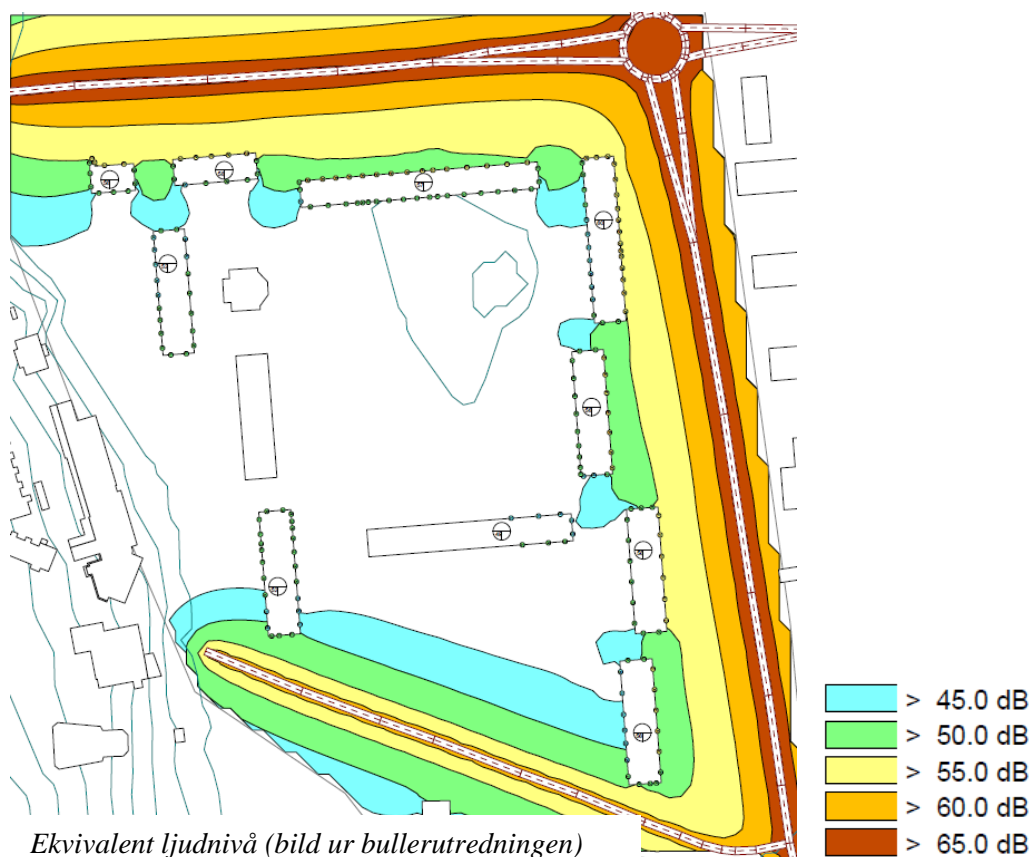 > 45.0 dB
> 50.0 dB
> 55.0 dB
> 60.0 dB
> 65.0 dB
Ekvivalent ljudnivå (bild ur bullerutredningen)